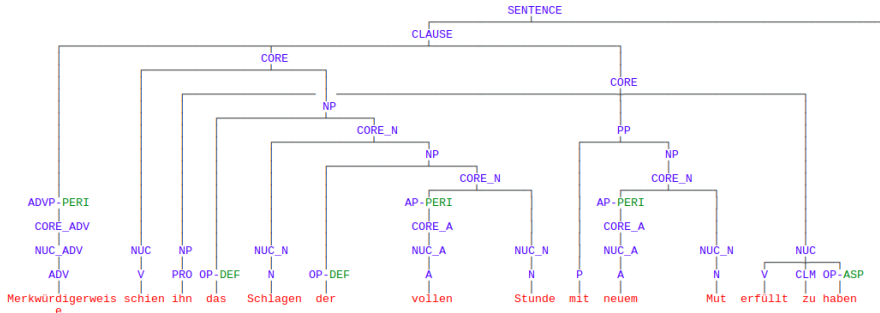 SENTENCE
CLAUSE
CORE
CORE
NP
CORE_N PP
NP NP
CORE_N CORE_N
ADVP-PERI AP-PERI AP-PERI
CORE_ADV CORE_A CORE_A
NUC_ADV NUC NP NUC_N NUC_A NUC_N NUC_A NUC_N NUC
ADV V PRO OP-DEF N OP-DEF A N P A N V CLM OP-ASP
Merkwürdigerweis schien ihn das Schlagen der vollen Stunde mit neuem Mut erfüllt zu haben
e